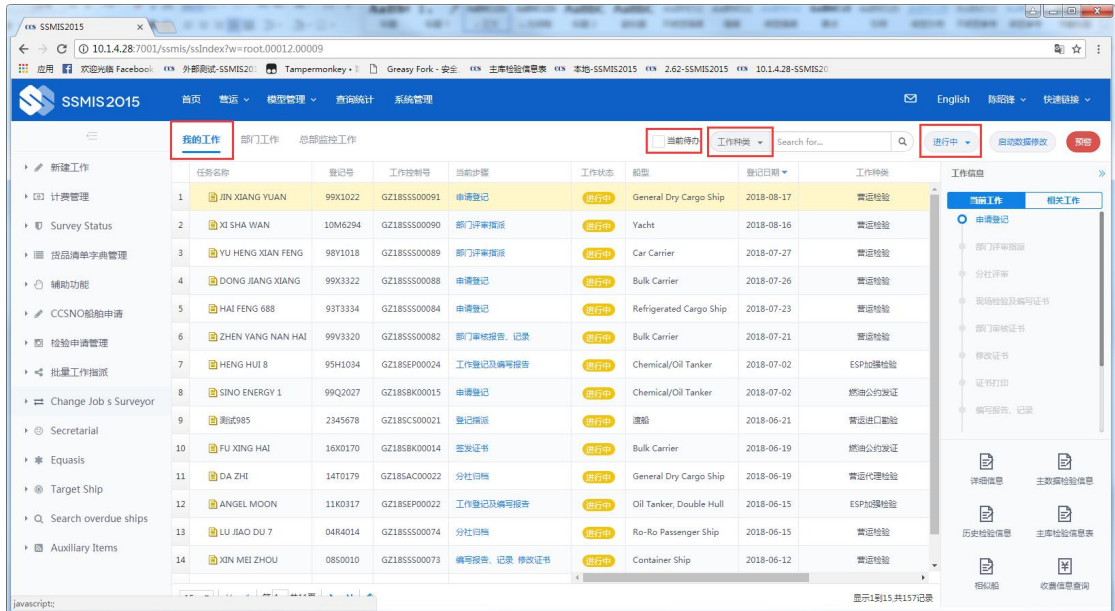 ccs SSMIS2015
10.1.4.28:7001/ssmis/ssIndex?w=root.00012.00009
应用 欢迎光临 Facebook ccs 外部测试-SSMIS201 Tampermonkey • Greasy Fork - 安全 ccs 主库检验信息表 ccs 本地-SSMIS2015 ccs 2.62-SSMIS2015 ccs 10.1.4.28-SSMIS20
SSMIS2015 首页 营运 模型管理 查询统计 系统管理 English 陈昭锋 快速链接
我的工作 部门工作 总部监控工作 当前待办 工作种类 Search for... 进行中 启动数据修改 预警
新建工作
计费管理
Survey Status
货品清单字典管理
辅助功能
CCSNO船舶申请
检验申请管理
批量工作指派
Change Job s Surveyor
Secretarial
Equasis
Target Ship
Search overdue ships
Auxiliary Items
任务名称 登记号 工作控制号 当前步骤 工作状态 船型 登记日期 工作种类
1 JIN XIANG YUAN 99X1022 GZ18SSS00091 申请登记 进行中 General Dry Cargo Ship 2018-08-17 营运检验
2 XI SHA WAN 10M6294 GZ18SSS00090 部门评审指派 进行中 Yacht 2018-08-16 营运检验
3 YU HENG XIAN FENG 98Y1018 GZ18SSS00089 部门评审指派 进行中 Car Carrier 2018-07-27 营运检验
4 DONG JIANG XIANG 99X3322 GZ18SSS00088 申请登记 进行中 Bulk Carrier 2018-07-26 营运检验
5 HAI FENG 688 93T3334 GZ18SSS00084 申请登记 进行中 Refrigerated Cargo Ship 2018-07-23 营运检验
6 ZHEN YANG NAN HAI 99V3320 GZ18SSS00082 部门审核报告、记录 进行中 Bulk Carrier 2018-07-21 营运检验
7 HENG HUI 8 95H1034 GZ18SEP00024 工作登记及编写报告 进行中 Chemical/Oil Tanker 2018-07-02 ESP加强检验
8 SINO ENERGY 1 99Q2027 GZ18SBK00015 申请登记 进行中 Chemical/Oil Tanker 2018-07-02 燃油公约发证
9 测试985 2345678 GZ18SCS00021 登记指派 进行中 渡船 2018-06-21 营运进口勘验
10 FU XING HAI 16X0170 GZ18SBK00014 签发证书 进行中 Bulk Carrier 2018-06-19 燃油公约发证
11 DA ZHI 14T0179 GZ18SAC00022 分社归档 进行中 General Dry Cargo Ship 2018-06-19 营运代理检验
12 ANGEL MOON 11K0317 GZ18SEP00022 工作登记及编写报告 进行中 Oil Tanker, Double Hull 2018-06-15 ESP加强检验
13 LU JIAO DU 7 04R4014 GZ18SSS00074 分社归档 进行中 Ro-Ro Passenger Ship 2018-06-15 营运检验
14 XIN MEI ZHOU 08S0010 GZ18SSS00073 编写报告、记录 修改证书 进行中 Container Ship 2018-06-12 营运检验
显示1到15,共157记录
工作信息
当前工作 相关工作
申请登记
部门评审指派
分社评审
现场检验及编写证书
部门审核证书
修改证书
证书打印
编写报告、记录
详细信息 主数据检验信息
历史检验信息 主库检验信息表
相似船 收费信息查询
javascript:;